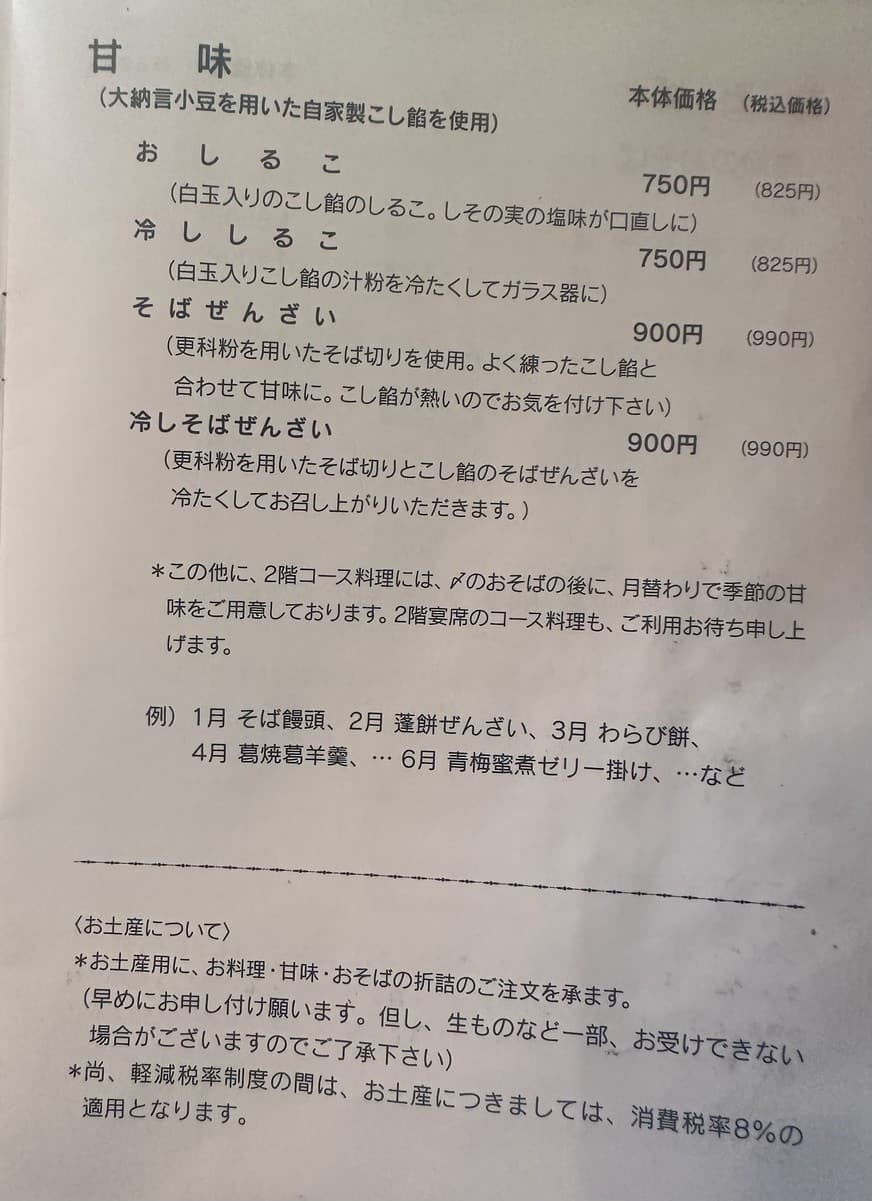 甘　味
（大納言小豆を用いた自家製こし餡を使用）　本体価格　（税込価格）
おしるこ　750円　（825円）
（白玉入りのこし餡のしるこ。しその実の塩味が口直しに）
冷ししるこ　750円　（825円）
（白玉入りこし餡の汁粉を冷たくしてガラス器に）
そばぜんざい　900円　（990円）
（更科粉を用いたそば切りを使用。よく練ったこし餡と
合わせて甘味に。こし餡が熱いのでお気を付け下さい）
冷しそばぜんざい　900円　（990円）
（更科粉を用いたそば切りとこし餡のそばぜんざいを
冷たくしてお召し上がりいただきます。）
＊この他に、2階コース料理には、〆のおそばの後に、月替わりで季節の甘
味をご用意しております。2階宴席のコース料理も、ご利用お待ち申し上
げます。
例）1月 そば饅頭、2月 蓬餅ぜんざい、3月 わらび餅、
4月 葛焼葛羊羹、… 6月 青梅蜜煮ゼリー掛け、…など
〈お土産について〉
＊お土産用に、お料理・甘味・おそばの折詰のご注文を承ます。
（早めにお申し付け願います。但し、生ものなど一部、お受けできない
場合がございますのでご了承下さい）
＊尚、軽減税率制度の間は、お土産につきましては、消費税率8％の
適用となります。